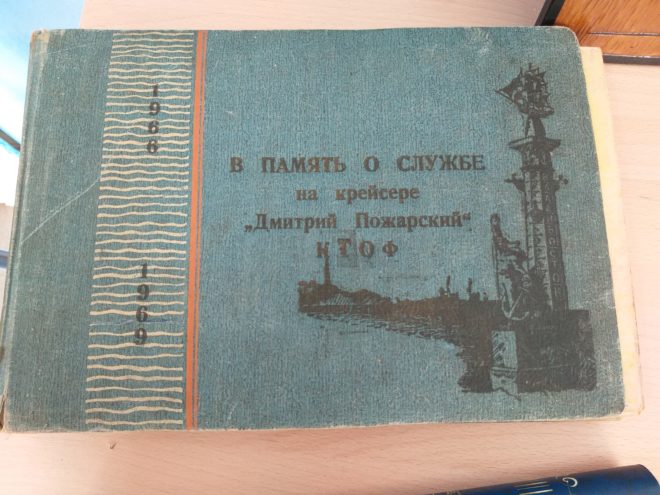 1966
1969
В ПАМЯТЬ О СЛУЖБЕ
на крейсере
„Дмитрий Пожарский“
КТОФ